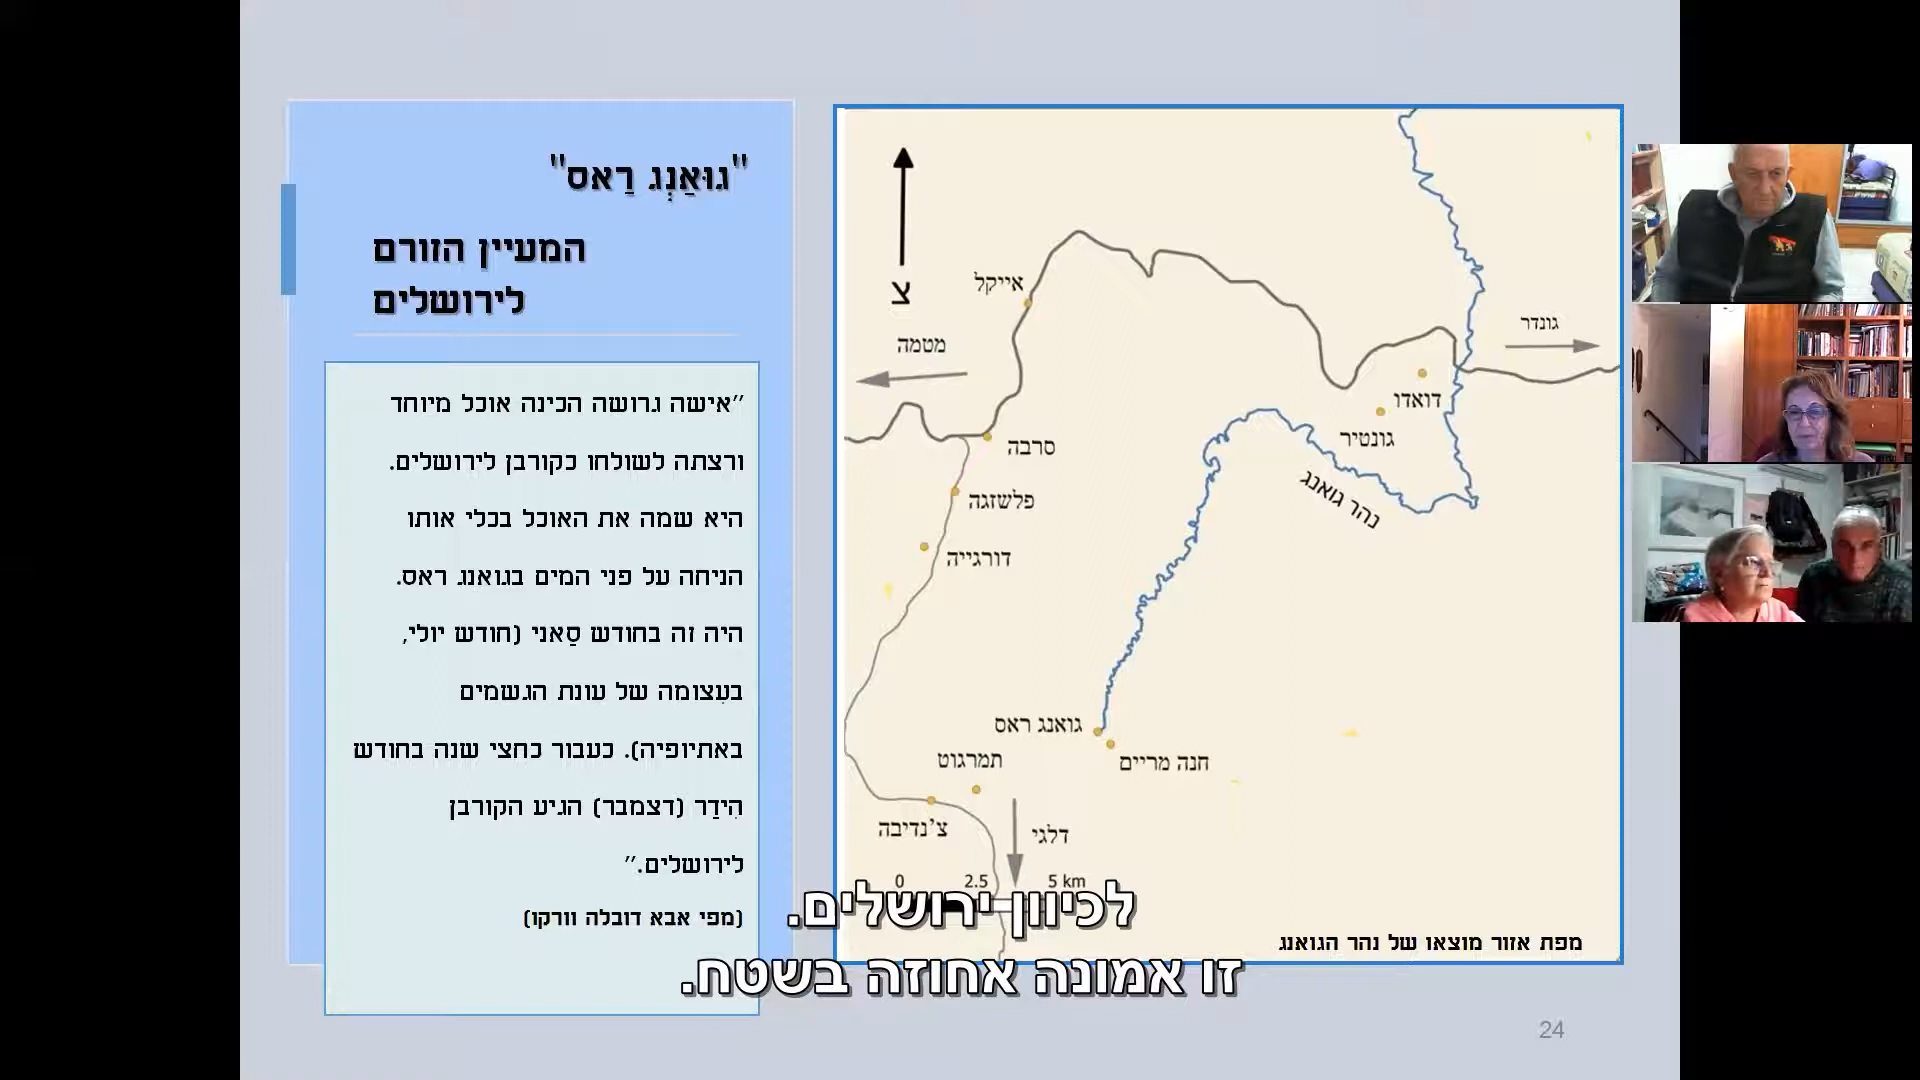 "גוּאַנְג רַאס"
המעיין הזורם
לירושלים
"אישה גרושה הכינה אוכל מיוחד
ורצתה לשולחו כקורבן לירושלים.
היא שמה את האוכל בכלי אותו
הניחה על פני המים בגואנג ראס.
היה זה בחודש סַאני (חודש יולי,
בעִצומה של עונת הגשמים
באתיופיה). כעבור כחצי שנה בחודש
הִידַר (דצמבר) הגיע הקורבן
לירושלים."
(מפי אבא דובלה וורקו)
צ
אייקל
מטמה
גונדר
דואדו
גונטיר
סרבה
נהר גואנג
פלשזגה
דורגייה
גואנג ראס
חנה מריים
תמרגוט
צ'נדיבה
דלגי
0 2.5 5 km
מפת אזור מוצאו של נהר הגואנג
לכיוון ירושלים.
זו אמונה אחוזה בשטח.
24